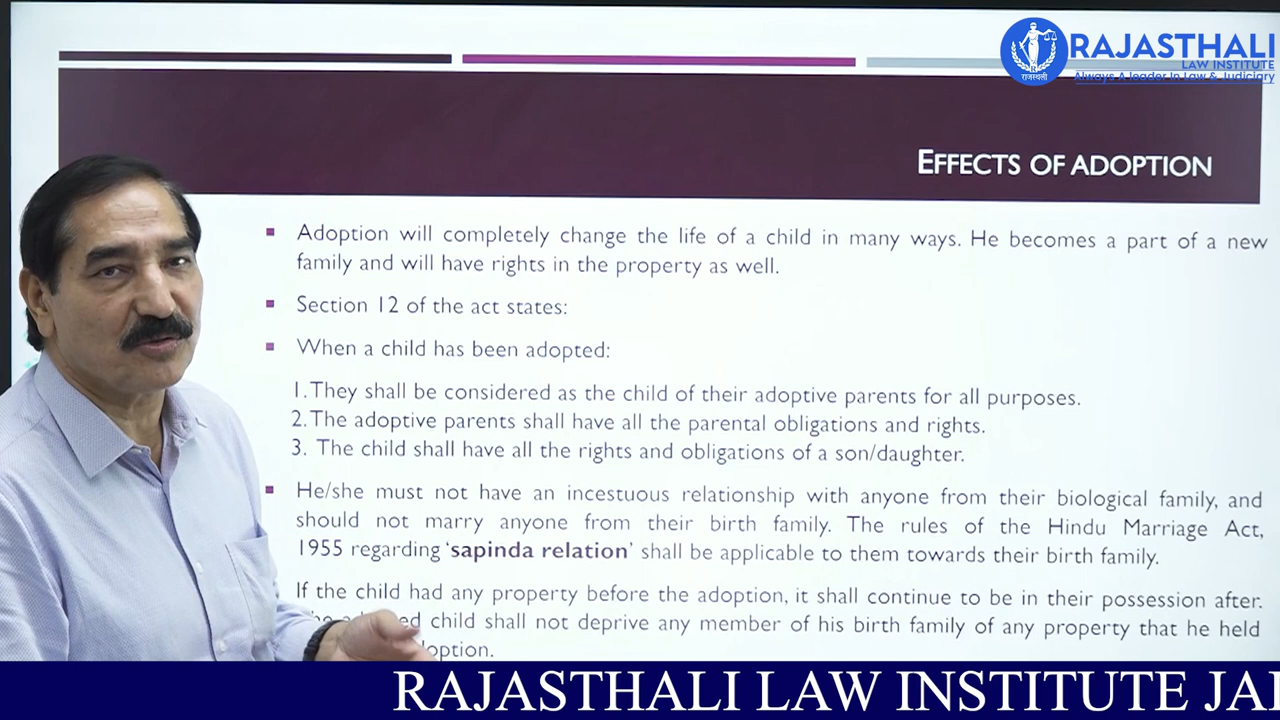 RAJASTHALI
LAW INSTITUTE
Always A leader In Law & Judiciary
राजस्थली
EFFECTS OF ADOPTION
Adoption will completely change the life of a child in many ways. He becomes a part of a new
family and will have rights in the property as well.
Section 12 of the act states:
When a child has been adopted:
1. They shall be considered as the child of their adoptive parents for all purposes.
2. The adoptive parents shall have all the parental obligations and rights.
3. The child shall have all the rights and obligations of a son/daughter.
He/she must not have an incestuous relationship with anyone from their biological family, and
should not marry anyone from their birth family. The rules of the Hindu Marriage Act,
1955 regarding ‘sapinda relation’ shall be applicable to them towards their birth family.
If the child had any property before the adoption, it shall continue to be in their possession after.
child shall not deprive any member of his birth family of any property that he held
RAJASTHALI LAW INSTITUTE